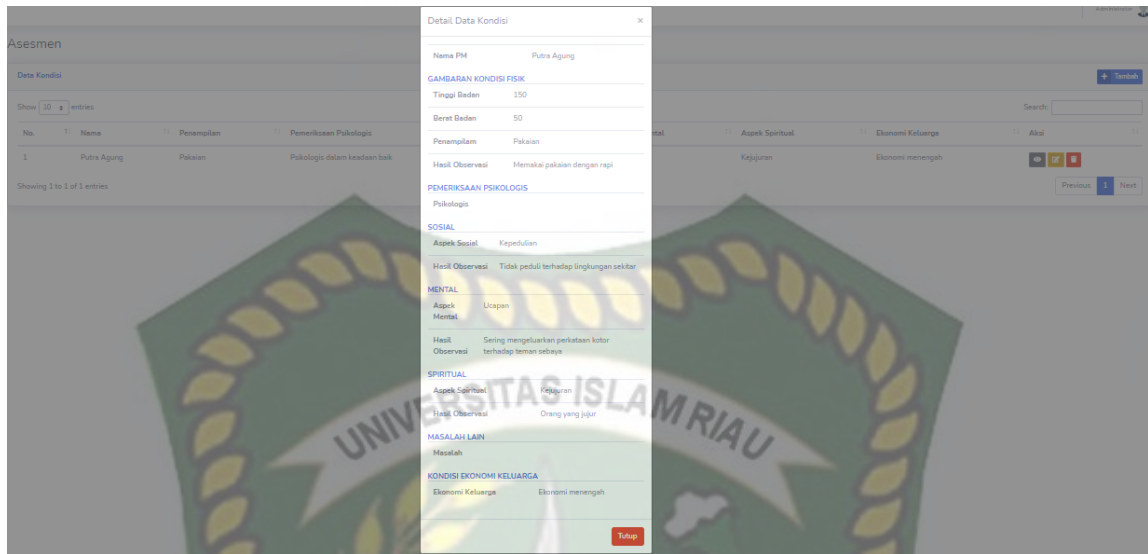 Administrator
Asesmen
Data Kondisi
+ Tambah
Show 10 entries
Search:
No. Nama Penampilan Pemeriksaan Psikologis ntal Aspek Spiritual Ekonomi Keluarga Aksi
1 Putra Agung Pakaian Psikologis dalam keadaan baik Kejujuran Ekonomi menengah
Showing 1 to 1 of 1 entries
Previous 1 Next
Detail Data Kondisi ×
Nama PM Putra Agung
GAMBARAN KONDISI FISIK
Tinggi Badan 150
Berat Badan 50
Penampilam Pakaian
Hasil Observasi Memakai pakaian dengan rapi
PEMERIKSAAN PSIKOLOGIS
Psikologis
SOSIAL
Aspek Sosial Kepedulian
Hasil Observasi Tidak peduli terhadap lingkungan sekitar
MENTAL
Aspek Ucapan
Mental
Hasil Sering mengeluarkan perkataan kotor
Observasi terhadap teman sebaya
SPIRITUAL
Aspek Spiritual Kejujuran
Hasil Observasi Orang yang jujur
MASALAH LAIN
Masalah
KONDISI EKONOMI KELUARGA
Ekonomi Keluarga Ekonomi menengah
Tutup
UNIVERSITAS ISLAM RIAU